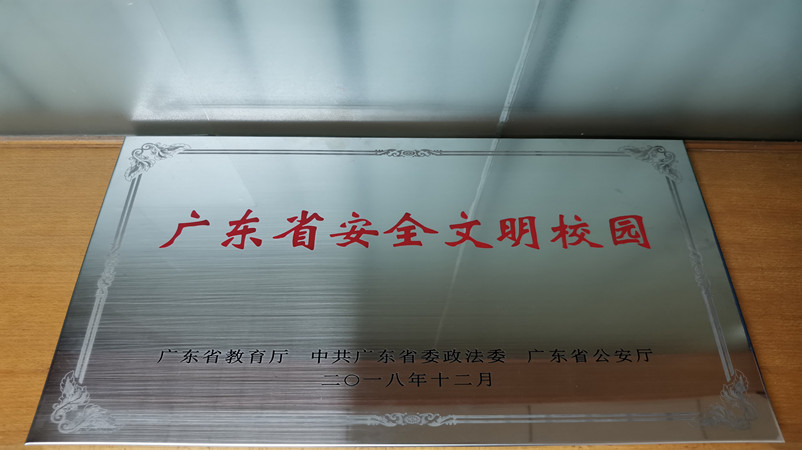 广东省安全文明校园
广东省教育厅 中共广东省委政法委 广东省公安厅
二〇一八年十二月